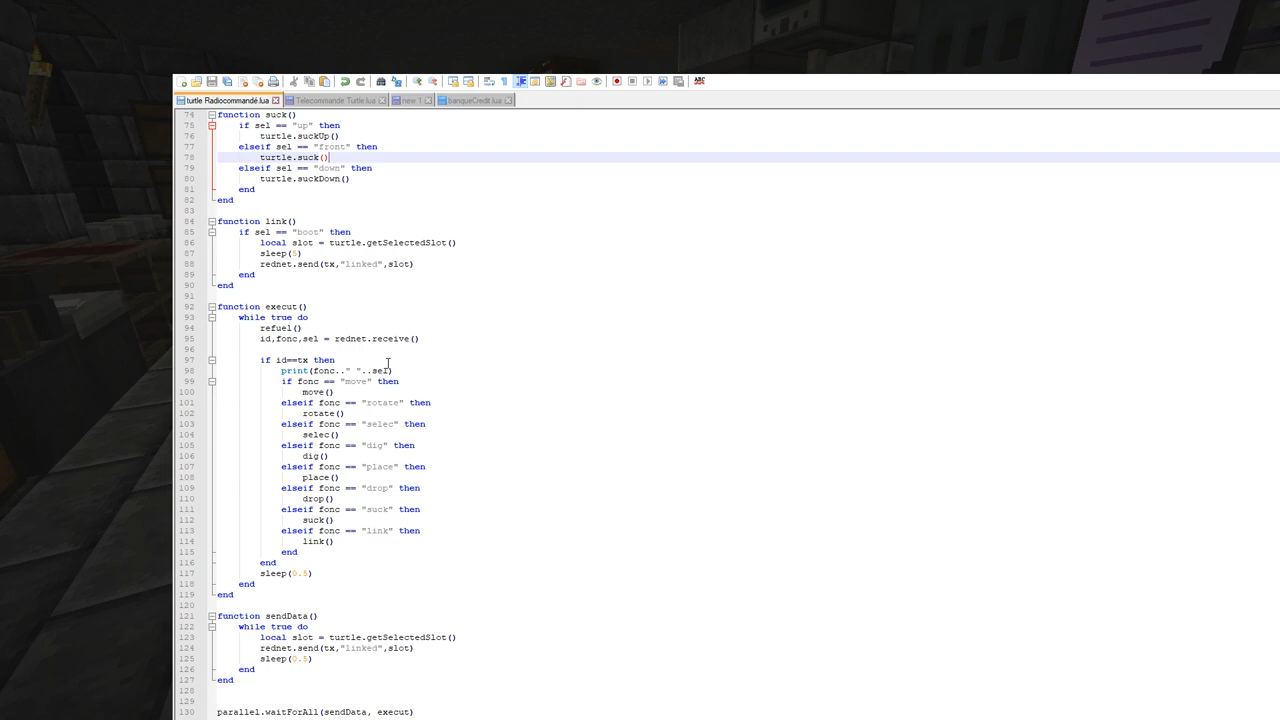 ABC
turtle Radiocommandé.lua Telecommande Turtle.lua new 1 banqueCredit.lua
74 function suck()
75 if sel == "up" then
76 turtle.suckUp()
77 elseif sel == "front" then
78 turtle.suck()
79 elseif sel == "down" then
80 turtle.suckDown()
81 end
82 end
83
84 function link()
85 if sel == "boot" then
86 local slot = turtle.getSelectedSlot()
87 sleep(5)
88 rednet.send(tx,"linked",slot)
89 end
90 end
91
92 function execut()
93 while true do
94 refuel()
95 id,fonc,sel = rednet.receive()
96
97 if id==tx then
98 print(fonc.." "..sel)
99 if fonc == "move" then
100 move()
101 elseif fonc == "rotate" then
102 rotate()
103 elseif fonc == "selec" then
104 selec()
105 elseif fonc == "dig" then
106 dig()
107 elseif fonc == "place" then
108 place()
109 elseif fonc == "drop" then
110 drop()
111 elseif fonc == "suck" then
112 suck()
113 elseif fonc == "link" then
114 link()
115 end
116 end
117 sleep(0.5)
118 end
119 end
120
121 function sendData()
122 while true do
123 local slot = turtle.getSelectedSlot()
124 rednet.send(tx,"linked",slot)
125 sleep(0.5)
126 end
127 end
128
129
130 parallel.waitForAll(sendData, execut)